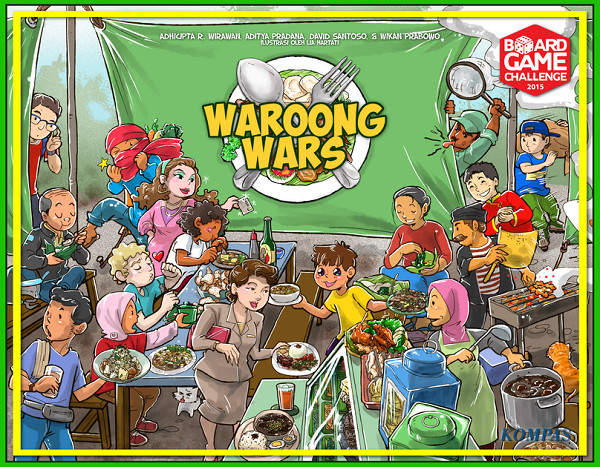 ADHICIPTA R. WIRAWAN, ADITYA PRADANA, DAVID SANTOSO, & WIKAN PRABOWO
ILUSTRASI OLEH LIA HARTATI
BOARD
GAME
CHALLENGE
2015
WAROONG
WARS
KOMPAS